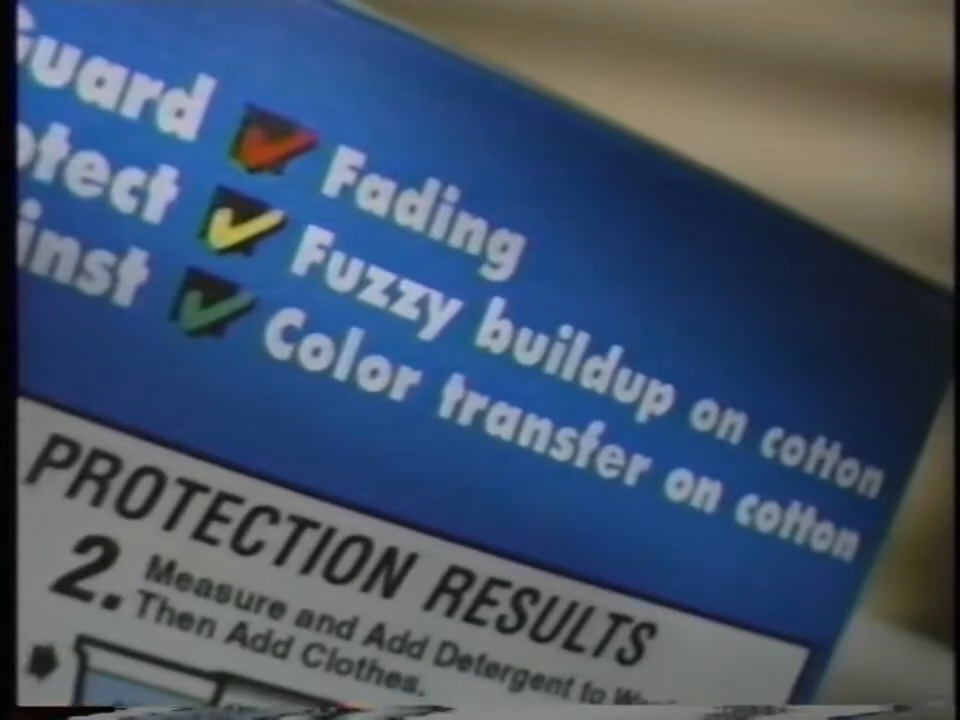 Guard Fading
otect Fuzzy buildup on cotton
inst Color transfer on cotton
PROTECTION RESULTS
2. Measure and Add Detergent to
Then Add Clothes.